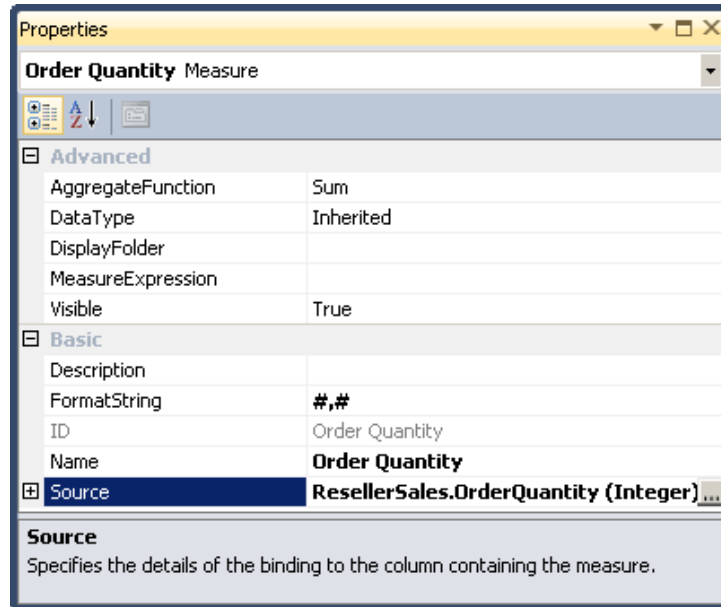 Properties
Order Quantity Measure
A Z
Advanced
AggregateFunction Sum
DataType Inherited
DisplayFolder
MeasureExpression
Visible True
Basic
Description
FormatString #,#
ID Order Quantity
Name Order Quantity
Source ResellerSales.OrderQuantity (Integer) ...
Source
Specifies the details of the binding to the column containing the measure.